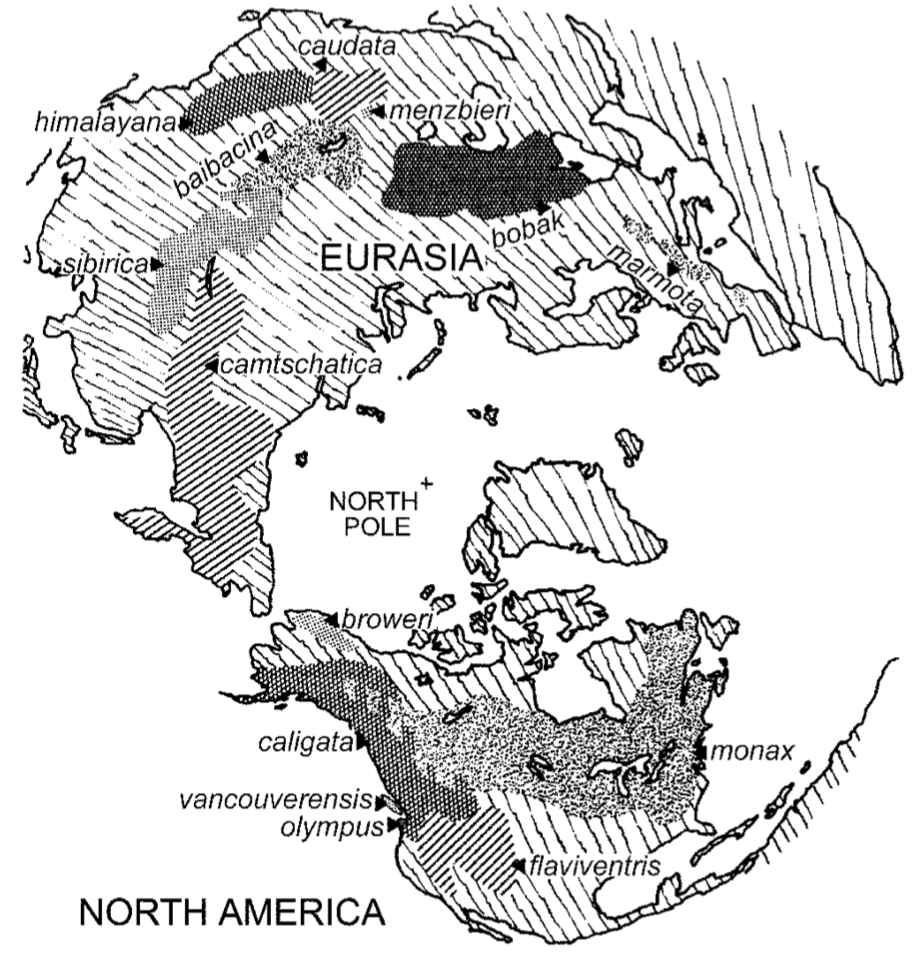 caudata
himalayana
menzbieri
baibacina
bobak
EURASIA
sibirica
marmota
camtschatica
NORTH +
POLE
broweri
caligata
monax
vancouverensis
olympus
flaviventris
NORTH AMERICA